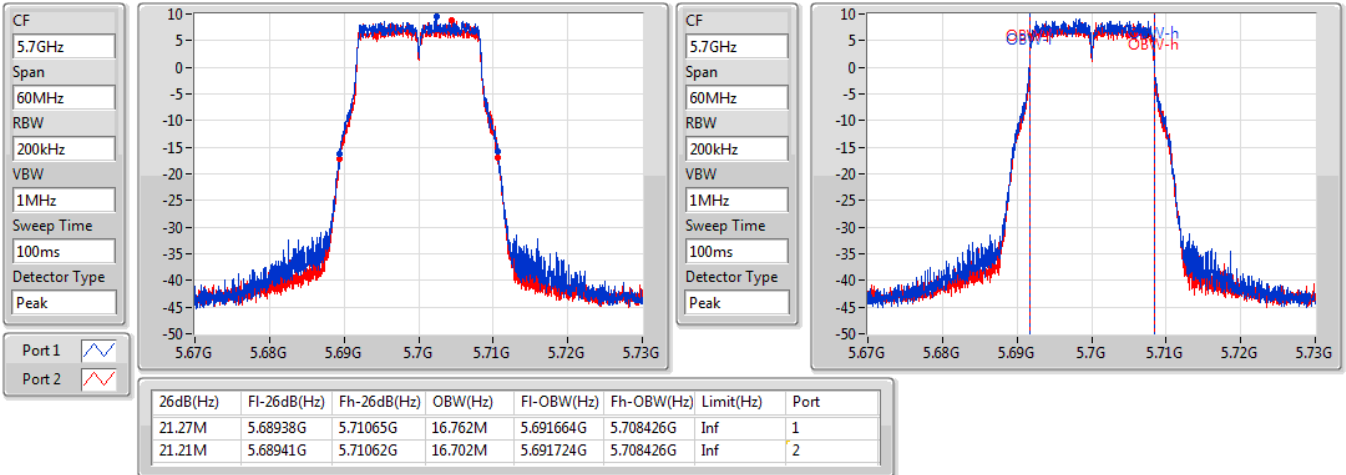 CF
5.7GHz
Span
60MHz
RBW
200kHz
VBW
1MHz
Sweep Time
100ms
Detector Type
Peak
Port 1
Port 2
10
5
0
-5
-10
-15
-20
-25
-30
-35
-40
-45
-50
5.67G 5.68G 5.69G 5.7G 5.71G 5.72G 5.73G
CF
5.7GHz
Span
60MHz
RBW
200kHz
VBW
1MHz
Sweep Time
100ms
Detector Type
Peak
10
5
0
-5
-10
-15
-20
-25
-30
-35
-40
-45
-50
OBW-h
5.67G 5.68G 5.69G 5.7G 5.71G 5.72G 5.73G
26dB(Hz) Fl-26dB(Hz) Fh-26dB(Hz) OBW(Hz) Fl-OBW(Hz) Fh-OBW(Hz) Limit(Hz) Port
21.27M 5.68938G 5.71065G 16.762M 5.691664G 5.708426G Inf 1
21.21M 5.68941G 5.71062G 16.702M 5.691724G 5.708426G Inf 2